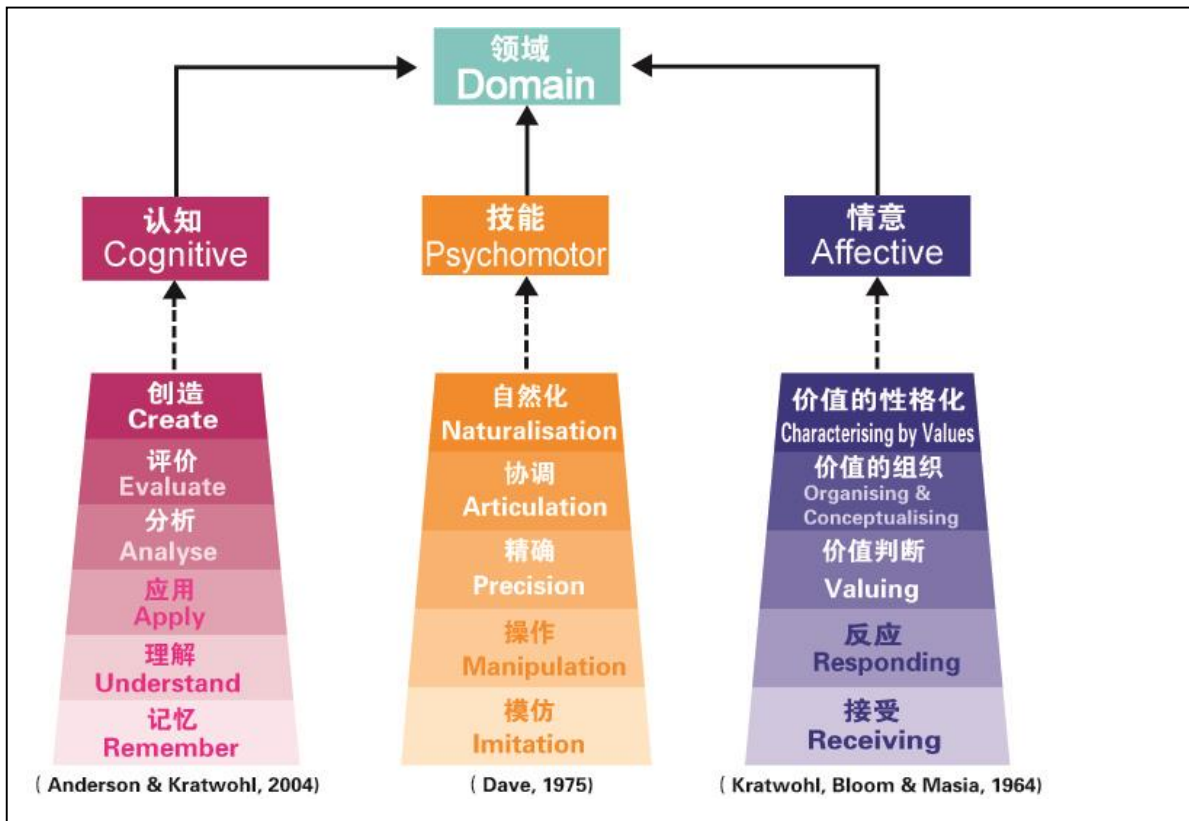 领域
Domain
认知
Cognitive
技能
Psychomotor
情意
Affective
创造
Create
评价
Evaluate
分析
Analyse
应用
Apply
理解
Understand
记忆
Remember
( Anderson & Kratwohl, 2004)
自然化
Naturalisation
协调
Articulation
精确
Precision
操作
Manipulation
模仿
Imitation
( Dave, 1975)
价值的性格化
Characterising by Values
价值的组织
Organising &
Conceptualising
价值判断
Valuing
反应
Responding
接受
Receiving
( Kratwohl, Bloom & Masia, 1964)